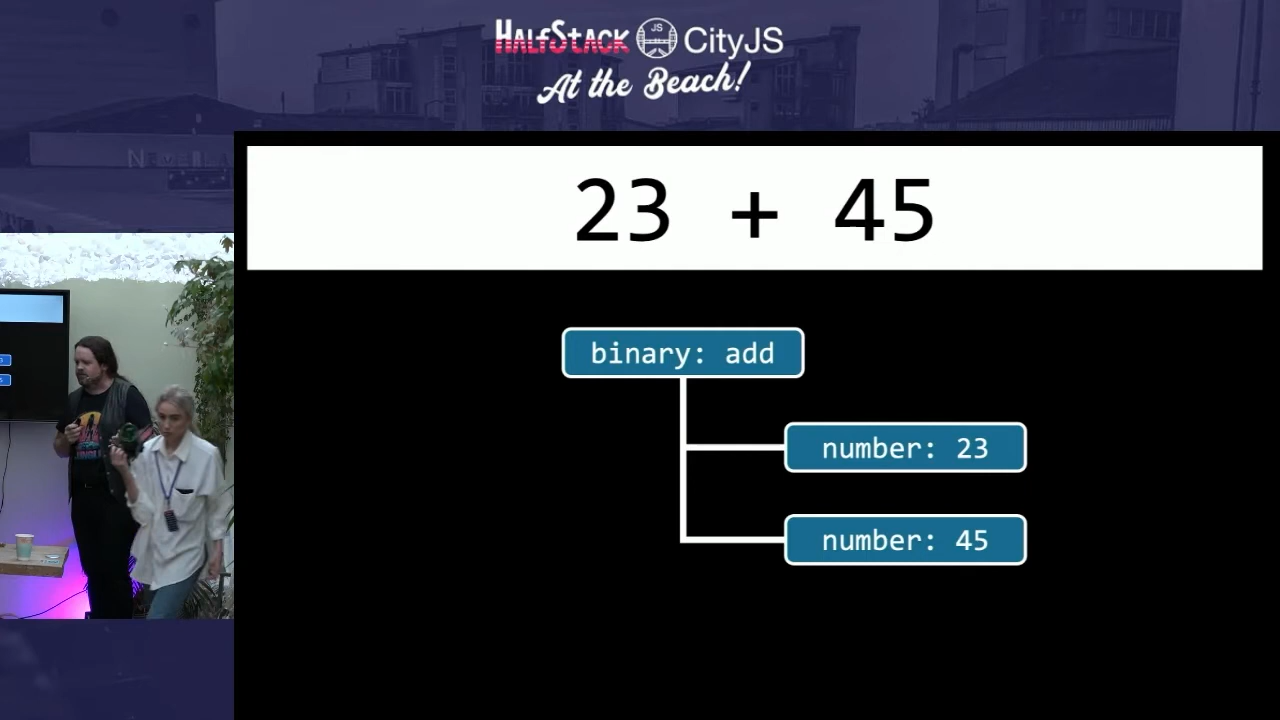 HALFSTACK JS CityJS
At the Beach!
23 + 45
binary: add
number: 23
number: 45